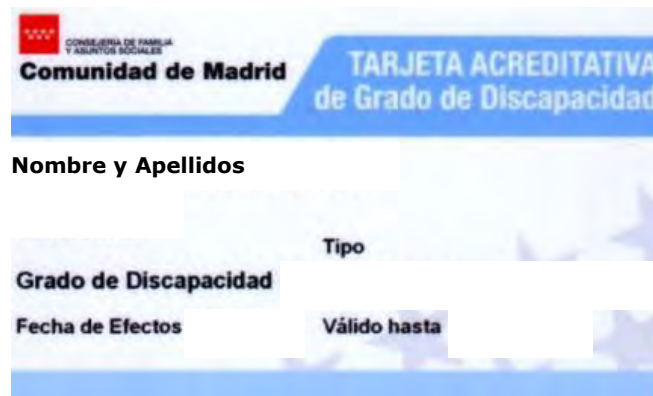 CONSEJERÍA DE FAMILIA
Y ASUNTOS SOCIALES
Comunidad de Madrid
TARJETA ACREDITATIVA
de Grado de Discapacidad
Nombre y Apellidos
Tipo
Grado de Discapacidad
Fecha de Efectos
Válido hasta